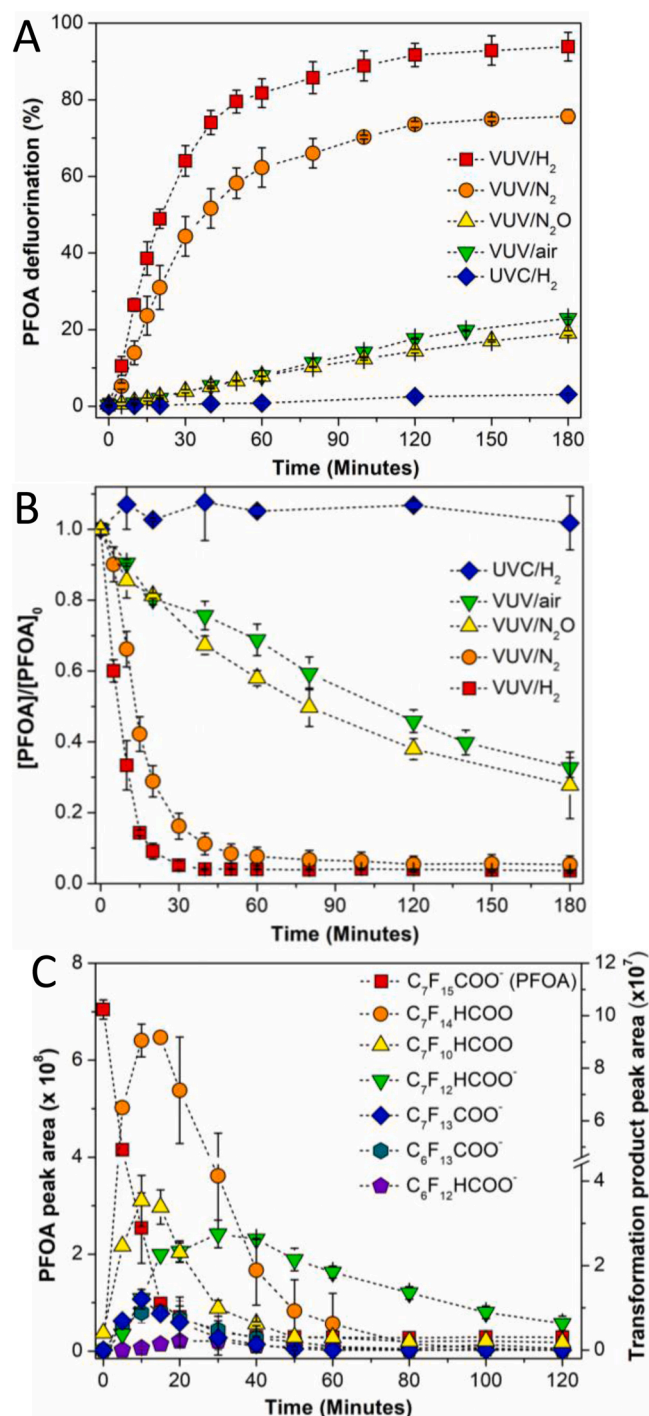 A
PFOA defluorination (%)
100
80
60
40
20
0
VUV/H₂
VUV/N₂
VUV/N₂O
VUV/air
UVC/H₂
0 30 60 90 120 150 180
Time (Minutes)
B
[PFOA]/[PFOA]₀
1.0
0.8
0.6
0.4
0.2
0.0
UVC/H₂
VUV/air
VUV/N₂O
VUV/N₂
VUV/H₂
0 30 60 90 120 150 180
Time (Minutes)
C
PFOA peak area (x 10⁸)
8
6
4
2
0
C₇F₁₅COO⁻ (PFOA)
C₇F₁₄HCOO
C₇F₁₀HCOO
C₇F₁₂HCOO⁻
C₇F₁₃COO⁻
C₆F₁₃COO⁻
C₆F₁₂HCOO⁻
12
10
8
6
4
2
0
Transformation product peak area (x10⁷)
0 20 40 60 80 100 120
Time (Minutes)